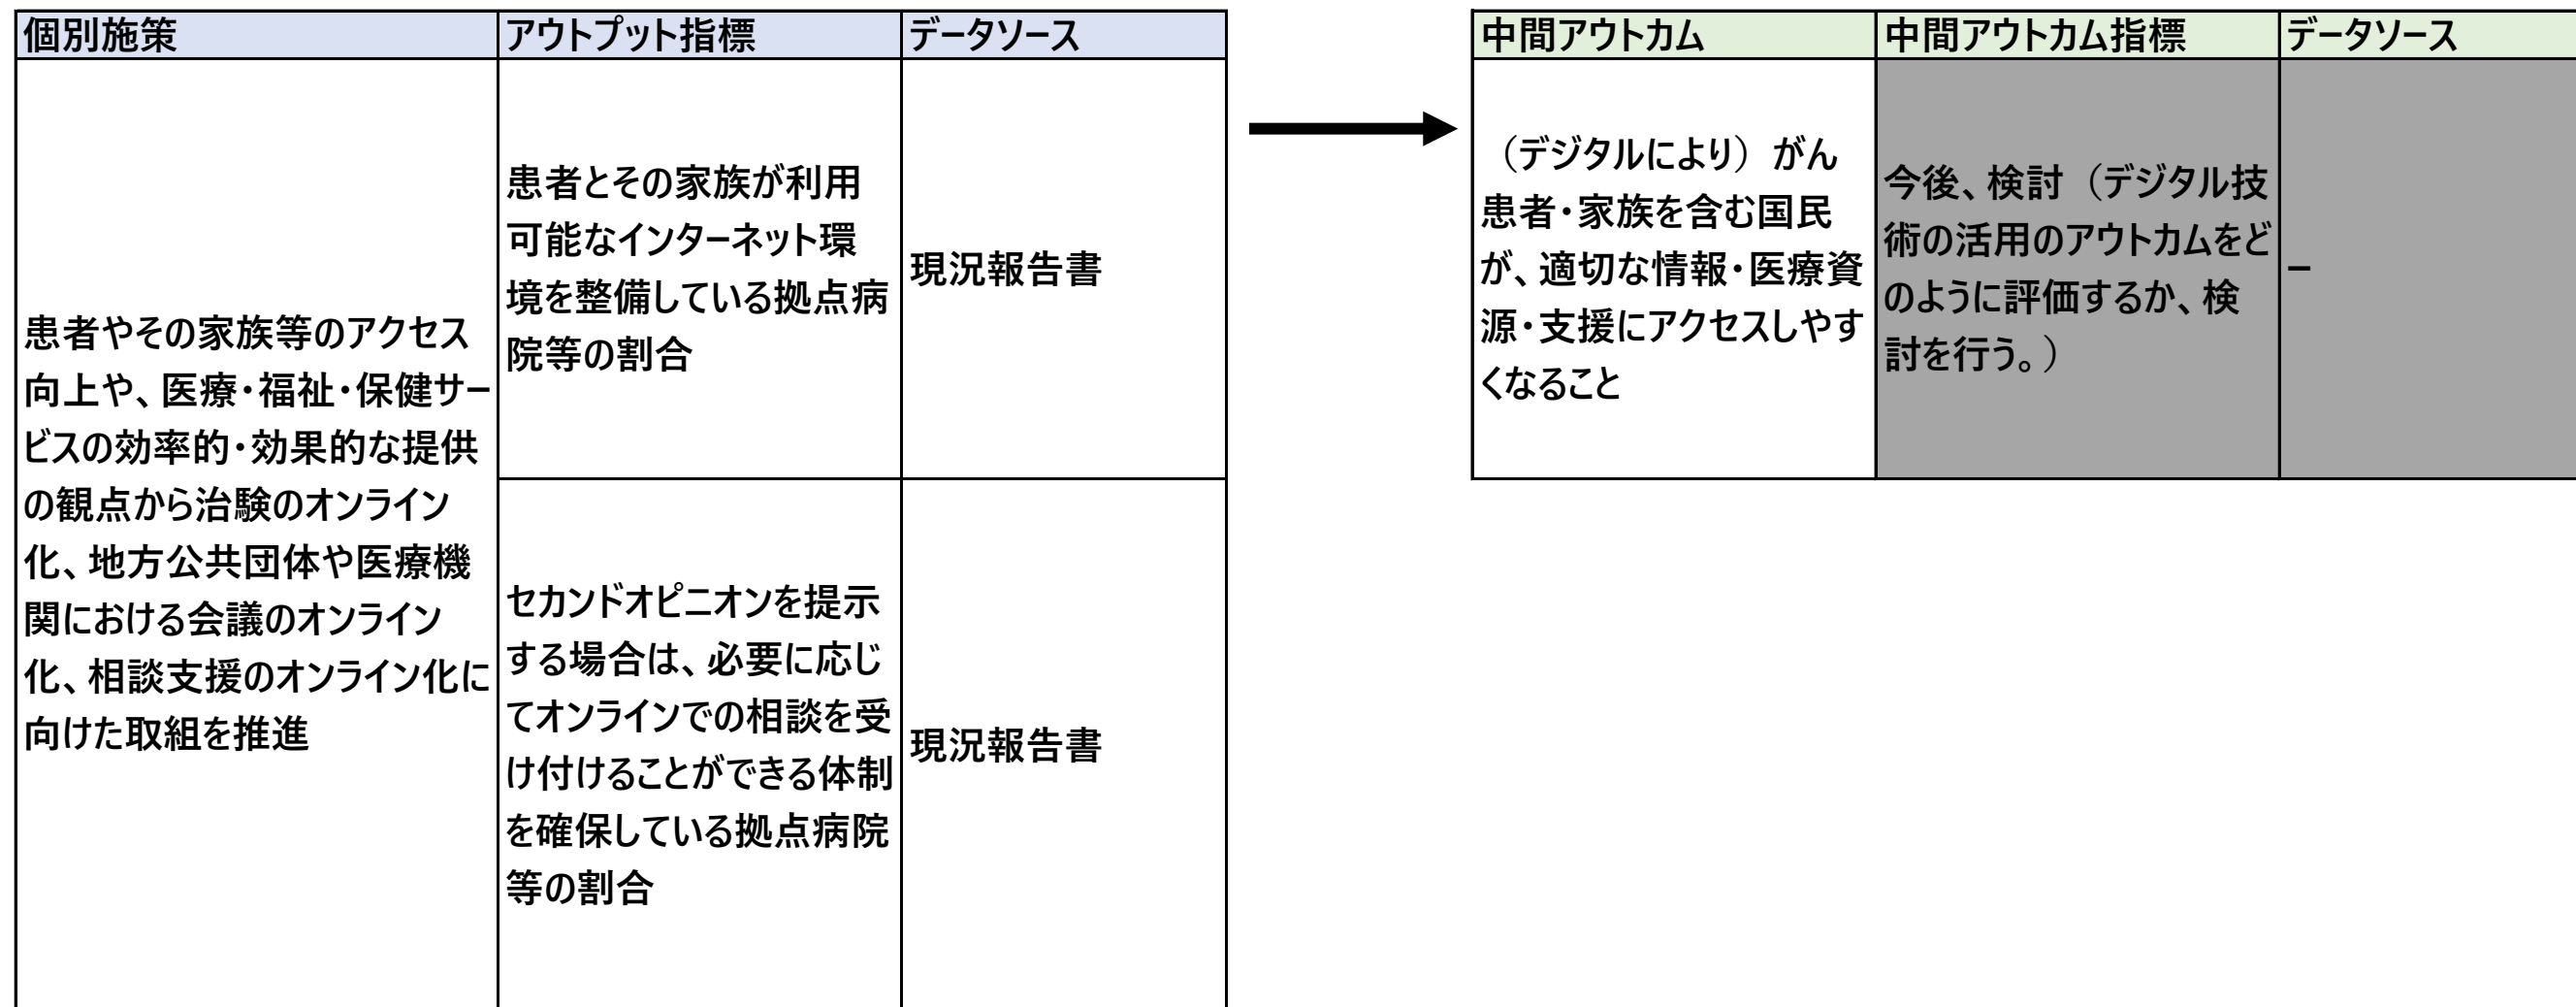 個別施策
アウトプット指標
データソース
患者やその家族等のアクセス
向上や、医療・福祉・保健サー
ビスの効率的・効果的な提供
の観点から治験のオンライン
化、地方公共団体や医療機
関における会議のオンライン
化、相談支援のオンライン化に
向けた取組を推進
患者とその家族が利用
可能なインターネット環
境を整備している拠点病
院等の割合
現況報告書
セカンドオピニオンを提示
する場合は、必要に応じ
てオンラインでの相談を受
け付けることができる体制
を確保している拠点病院
等の割合
現況報告書
中間アウトカム
中間アウトカム指標
データソース
（デジタルにより）がん
患者・家族を含む国民
が、適切な情報・医療資
源・支援にアクセスしやす
くなること
今後、検討（デジタル技
術の活用のアウトカムをど
のように評価するか、検
討を行う。）
ー